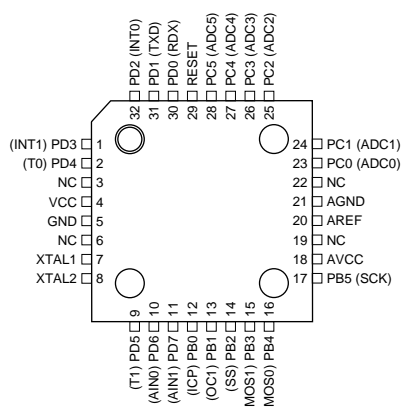 PD2 (INT0)
PD1 (TXD)
PD0 (RDX)
RESET
PC5 (ADC5)
PC4 (ADC4)
PC3 (ADC3)
PC2 (ADC2)
32
31
30
29
28
27
26
25
(INT1) PD3 1
(T0) PD4 2
NC 3
VCC 4
GND 5
NC 6
XTAL1 7
XTAL2 8
24 PC1 (ADC1)
23 PC0 (ADC0)
22 NC
21 AGND
20 AREF
19 NC
18 AVCC
17 PB5 (SCK)
9
10
11
12
13
14
15
16
(T1) PD5
(AIN0) PD6
(AIN1) PD7
(ICP) PB0
(OC1) PB1
(SS) PB2
MOS1) PB3
MOS0) PB4